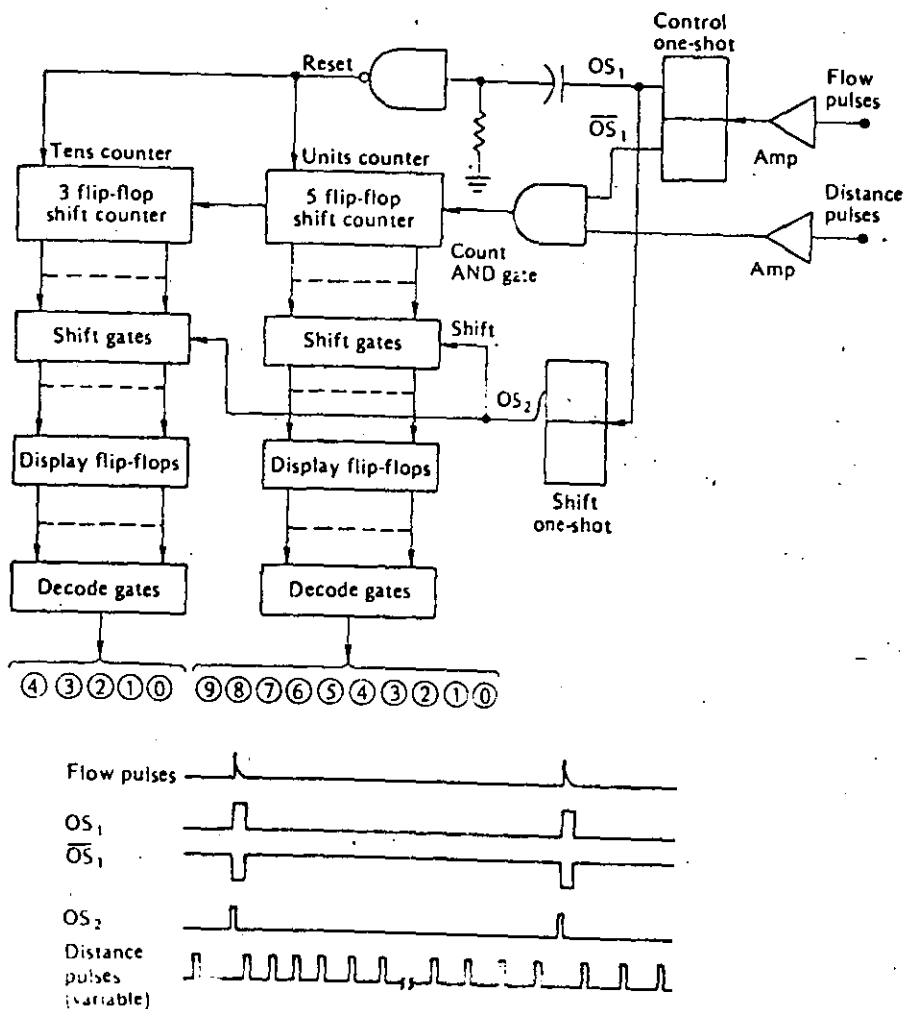 Control
one-shot
Reset
OS₁
Flow
pulses
O̅S̅₁
Amp
Tens counter
Units counter
3 flip-flop
shift counter
5 flip-flop
shift counter
Distance
pulses
Count
AND gate
Amp
Shift gates
Shift gates
Shift
OS₂
Display flip-flops
Display flip-flops
Shift
one-shot
Decode gates
Decode gates
④ ③ ② ① ⓪
⑨ ⑧ ⑦ ⑥ ⑤ ④ ③ ② ① ⓪
Flow pulses
OS₁
O̅S̅₁
OS₂
Distance
pulses
(variable)